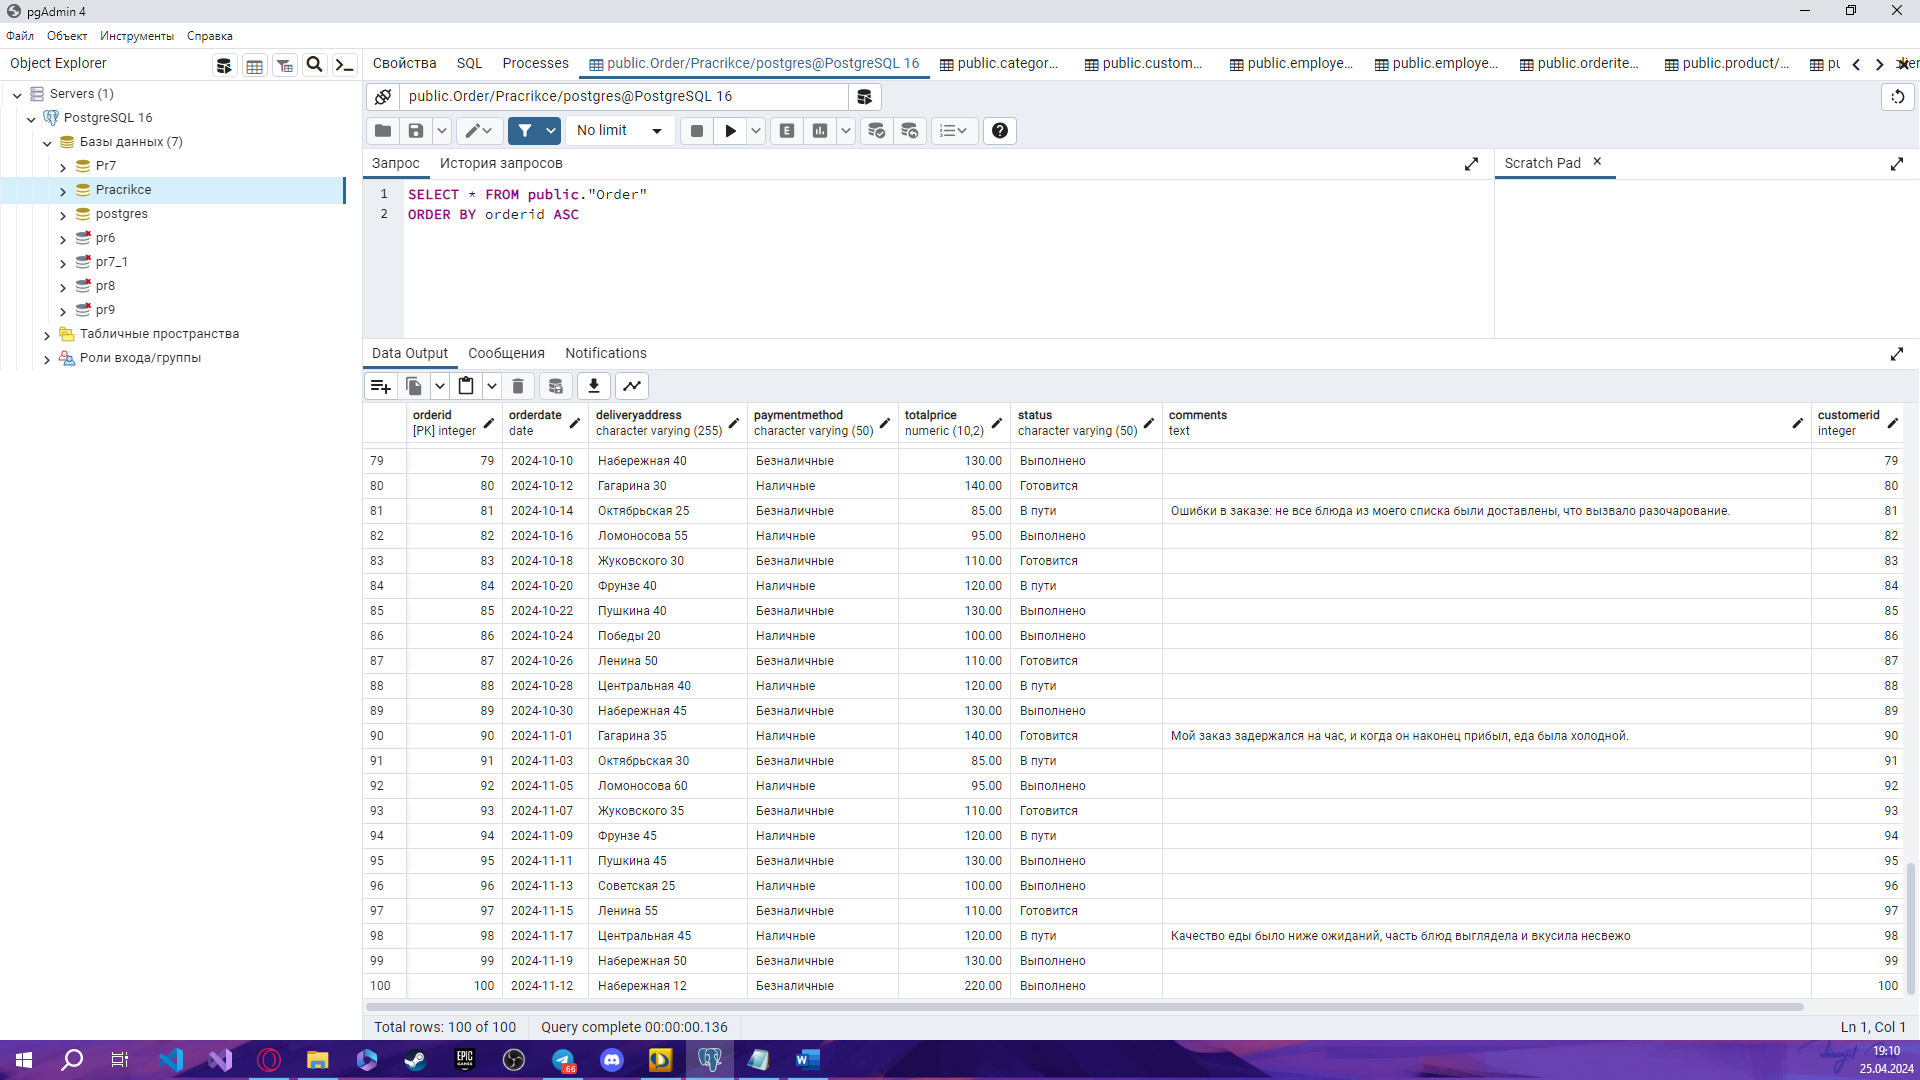 pgAdmin 4
Файл Объект Инструменты Справка
Object Explorer
Свойства SQL Processes public.Order/Pracrikce/postgres@PostgreSQL 16 public.categor... public.custom... public.employe... public.employe... public.orderite... public.product/...
Servers (1)
PostgreSQL 16
Базы данных (7)
Pr7
Pracrikce
postgres
pr6
pr7_1
pr8
pr9
Табличные пространства
Роли входа/группы
public.Order/Pracrikce/postgres@PostgreSQL 16
No limit
E
Запрос История запросов Scratch Pad
1 SELECT * FROM public."Order"
2 ORDER BY orderid ASC
Data Output Сообщения Notifications
orderid orderdate deliveryaddress paymentmethod totalprice status comments customerid
[PK] integer date character varying (255) character varying (50) numeric (10,2) character varying (50) text integer
79 79 2024-10-10 Набережная 40 Безналичные 130.00 Выполнено 79
80 80 2024-10-12 Гагарина 30 Наличные 140.00 Готовится 80
81 81 2024-10-14 Октябрьская 25 Безналичные 85.00 В пути Ошибки в заказе: не все блюда из моего списка были доставлены, что вызвало разочарование. 81
82 82 2024-10-16 Ломоносова 55 Наличные 95.00 Выполнено 82
83 83 2024-10-18 Жуковского 30 Безналичные 110.00 Готовится 83
84 84 2024-10-20 Фрунзе 40 Наличные 120.00 В пути 84
85 85 2024-10-22 Пушкина 40 Безналичные 130.00 Выполнено 85
86 86 2024-10-24 Победы 20 Наличные 100.00 Выполнено 86
87 87 2024-10-26 Ленина 50 Безналичные 110.00 Готовится 87
88 88 2024-10-28 Центральная 40 Наличные 120.00 В пути 88
89 89 2024-10-30 Набережная 45 Безналичные 130.00 Выполнено 89
90 90 2024-11-01 Гагарина 35 Наличные 140.00 Готовится Мой заказ задержался на час, и когда он наконец прибыл, еда была холодной. 90
91 91 2024-11-03 Октябрьская 30 Безналичные 85.00 В пути 91
92 92 2024-11-05 Ломоносова 60 Наличные 95.00 Выполнено 92
93 93 2024-11-07 Жуковского 35 Безналичные 110.00 Готовится 93
94 94 2024-11-09 Фрунзе 45 Наличные 120.00 В пути 94
95 95 2024-11-11 Пушкина 45 Безналичные 130.00 Выполнено 95
96 96 2024-11-13 Советская 25 Наличные 100.00 Выполнено 96
97 97 2024-11-15 Ленина 55 Безналичные 110.00 Готовится 97
98 98 2024-11-17 Центральная 45 Наличные 120.00 В пути Качество еды было ниже ожиданий, часть блюд выглядела и вкусила несвежо 98
99 99 2024-11-19 Набережная 50 Безналичные 130.00 Выполнено 99
100 100 2024-11-12 Набережная 12 Безналичные 220.00 Выполнено 100
Total rows: 100 of 100 Query complete 00:00:00.136 Ln 1, Col 1
EPIC GAMES
.66
19:10
25.04.2024